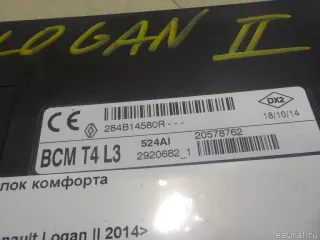 LOGAN II
CE
284B14580R - - -
DX2
18/10/14
524AI
20578762
BCM T4 L3
2920682_1
лок комфорта
nault Logan II 2014>
eaural.ru